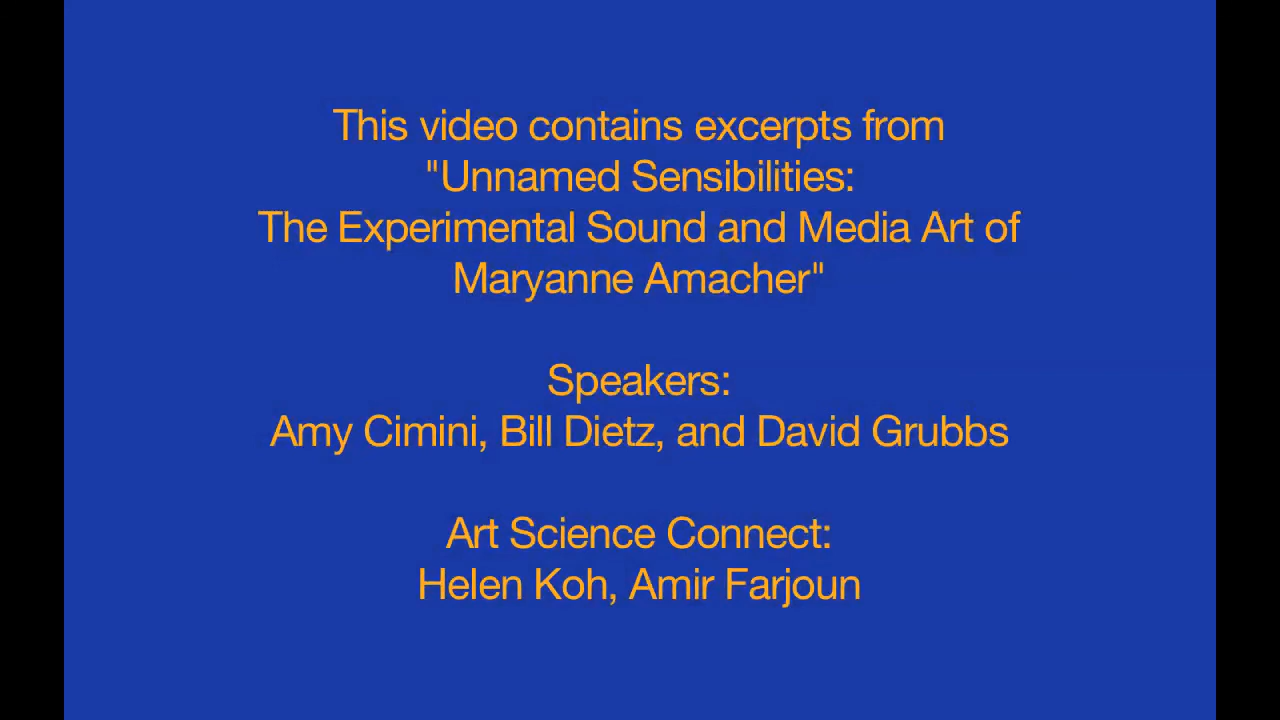 This video contains excerpts from
"Unnamed Sensibilities:
The Experimental Sound and Media Art of
Maryanne Amacher"
Speakers:
Amy Cimini, Bill Dietz, and David Grubbs
Art Science Connect:
Helen Koh, Amir Farjoun